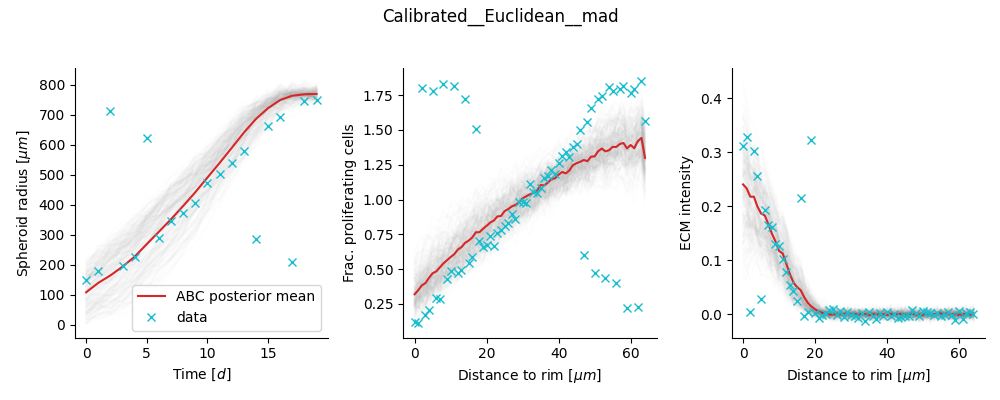 Calibrated__Euclidean__mad
Spheroid radius [μm]
800
700
600
500
400
300
200
100
0
0 5 10 15
Time [d]
ABC posterior mean
data
Frac. proliferating cells
1.75
1.50
1.25
1.00
0.75
0.50
0.25
0 20 40 60
Distance to rim [μm]
ECM intensity
0.4
0.3
0.2
0.1
0.0
0 20 40 60
Distance to rim [μm]